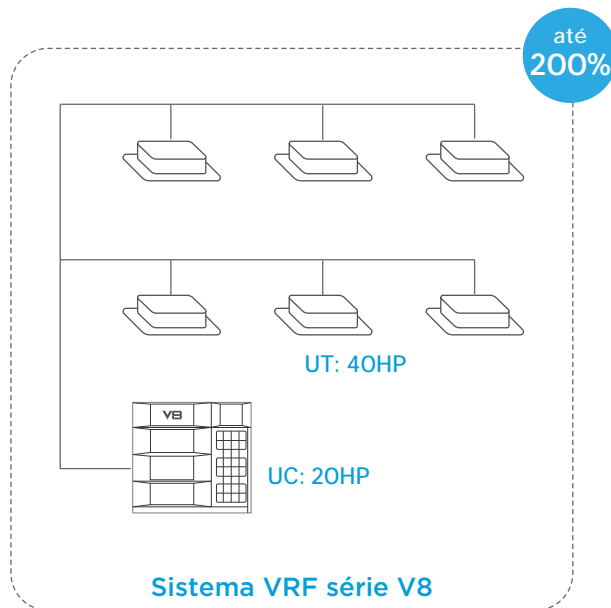 até
200%
UT: 40HP
V8
UC: 20HP
Sistema VRF série V8